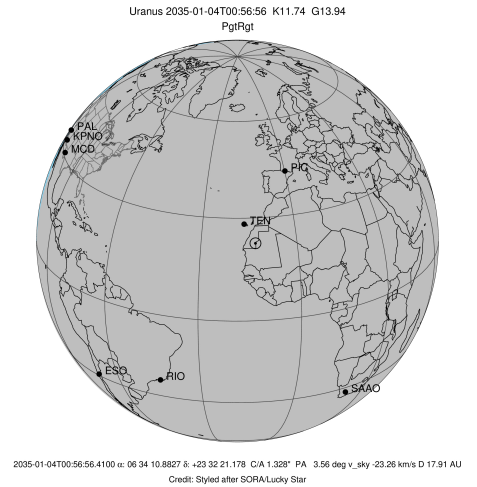 Uranus 2035-01-04T00:56:56 K11.74 G13.94
PgtRgt
PAL
KPNO
MCD
PIC
TEN
ESO
RIO
SAAO
2035-01-04T00:56:56.4100 α: 06 34 10.8827 δ: +23 32 21.178 C/A 1.328" PA 3.56 deg v_sky -23.26 km/s D 17.91 AU
Credit: Styled after SORA/Lucky Star